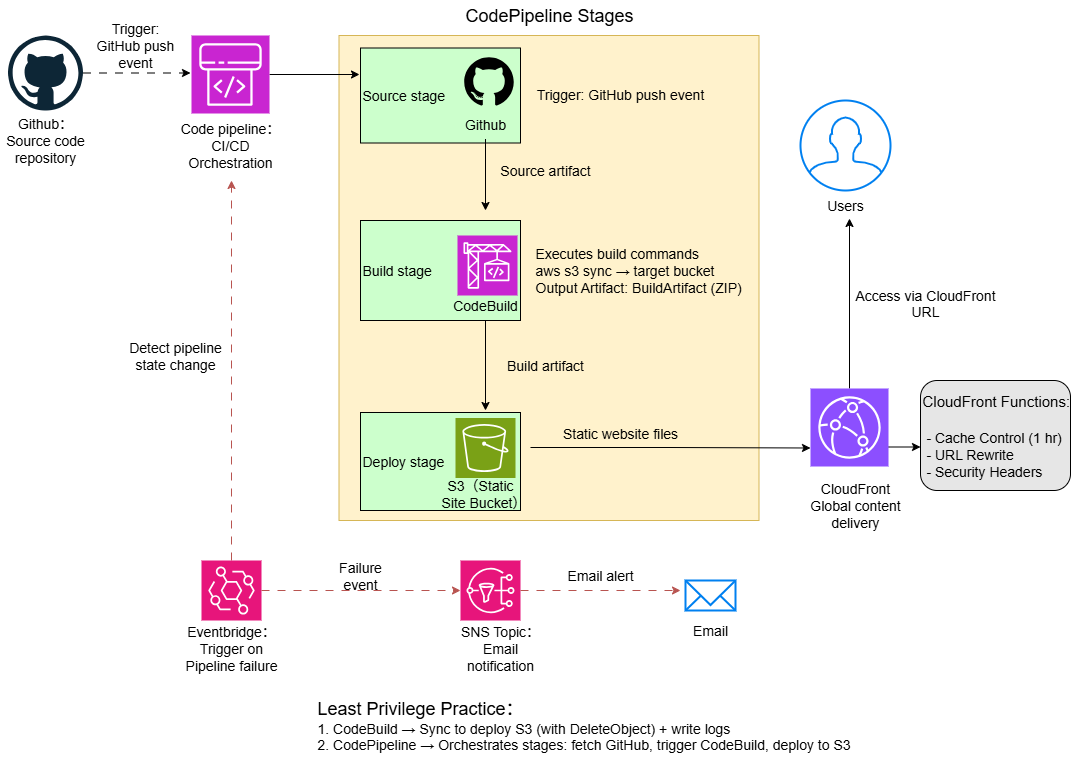 CodePipeline Stages
Trigger:
GitHub push
event
Github：
Source code
repository
Code pipeline：
CI/CD
Orchestration
Source stage
Github
Trigger: GitHub push event
Source artifact
Build stage
CodeBuild
Executes build commands
aws s3 sync → target bucket
Output Artifact: BuildArtifact (ZIP)
Build artifact
Deploy stage
S3（Static
Site Bucket）
Static website files
Users
Access via CloudFront
URL
CloudFront
Global content
delivery
CloudFront Functions:
- Cache Control (1 hr)
- URL Rewrite
- Security Headers
Detect pipeline
state change
Eventbridge：
Trigger on
Pipeline failure
Failure
event
SNS Topic：
Email
notification
Email alert
Email
Least Privilege Practice：
1. CodeBuild → Sync to deploy S3 (with DeleteObject) + write logs
2. CodePipeline → Orchestrates stages: fetch GitHub, trigger CodeBuild, deploy to S3